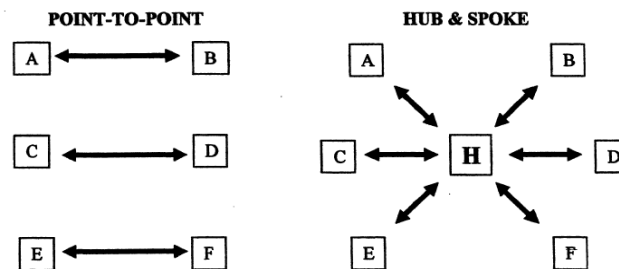 POINT-TO-POINT
A B
C D
E F
HUB & SPOKE
A B
C H D
E F